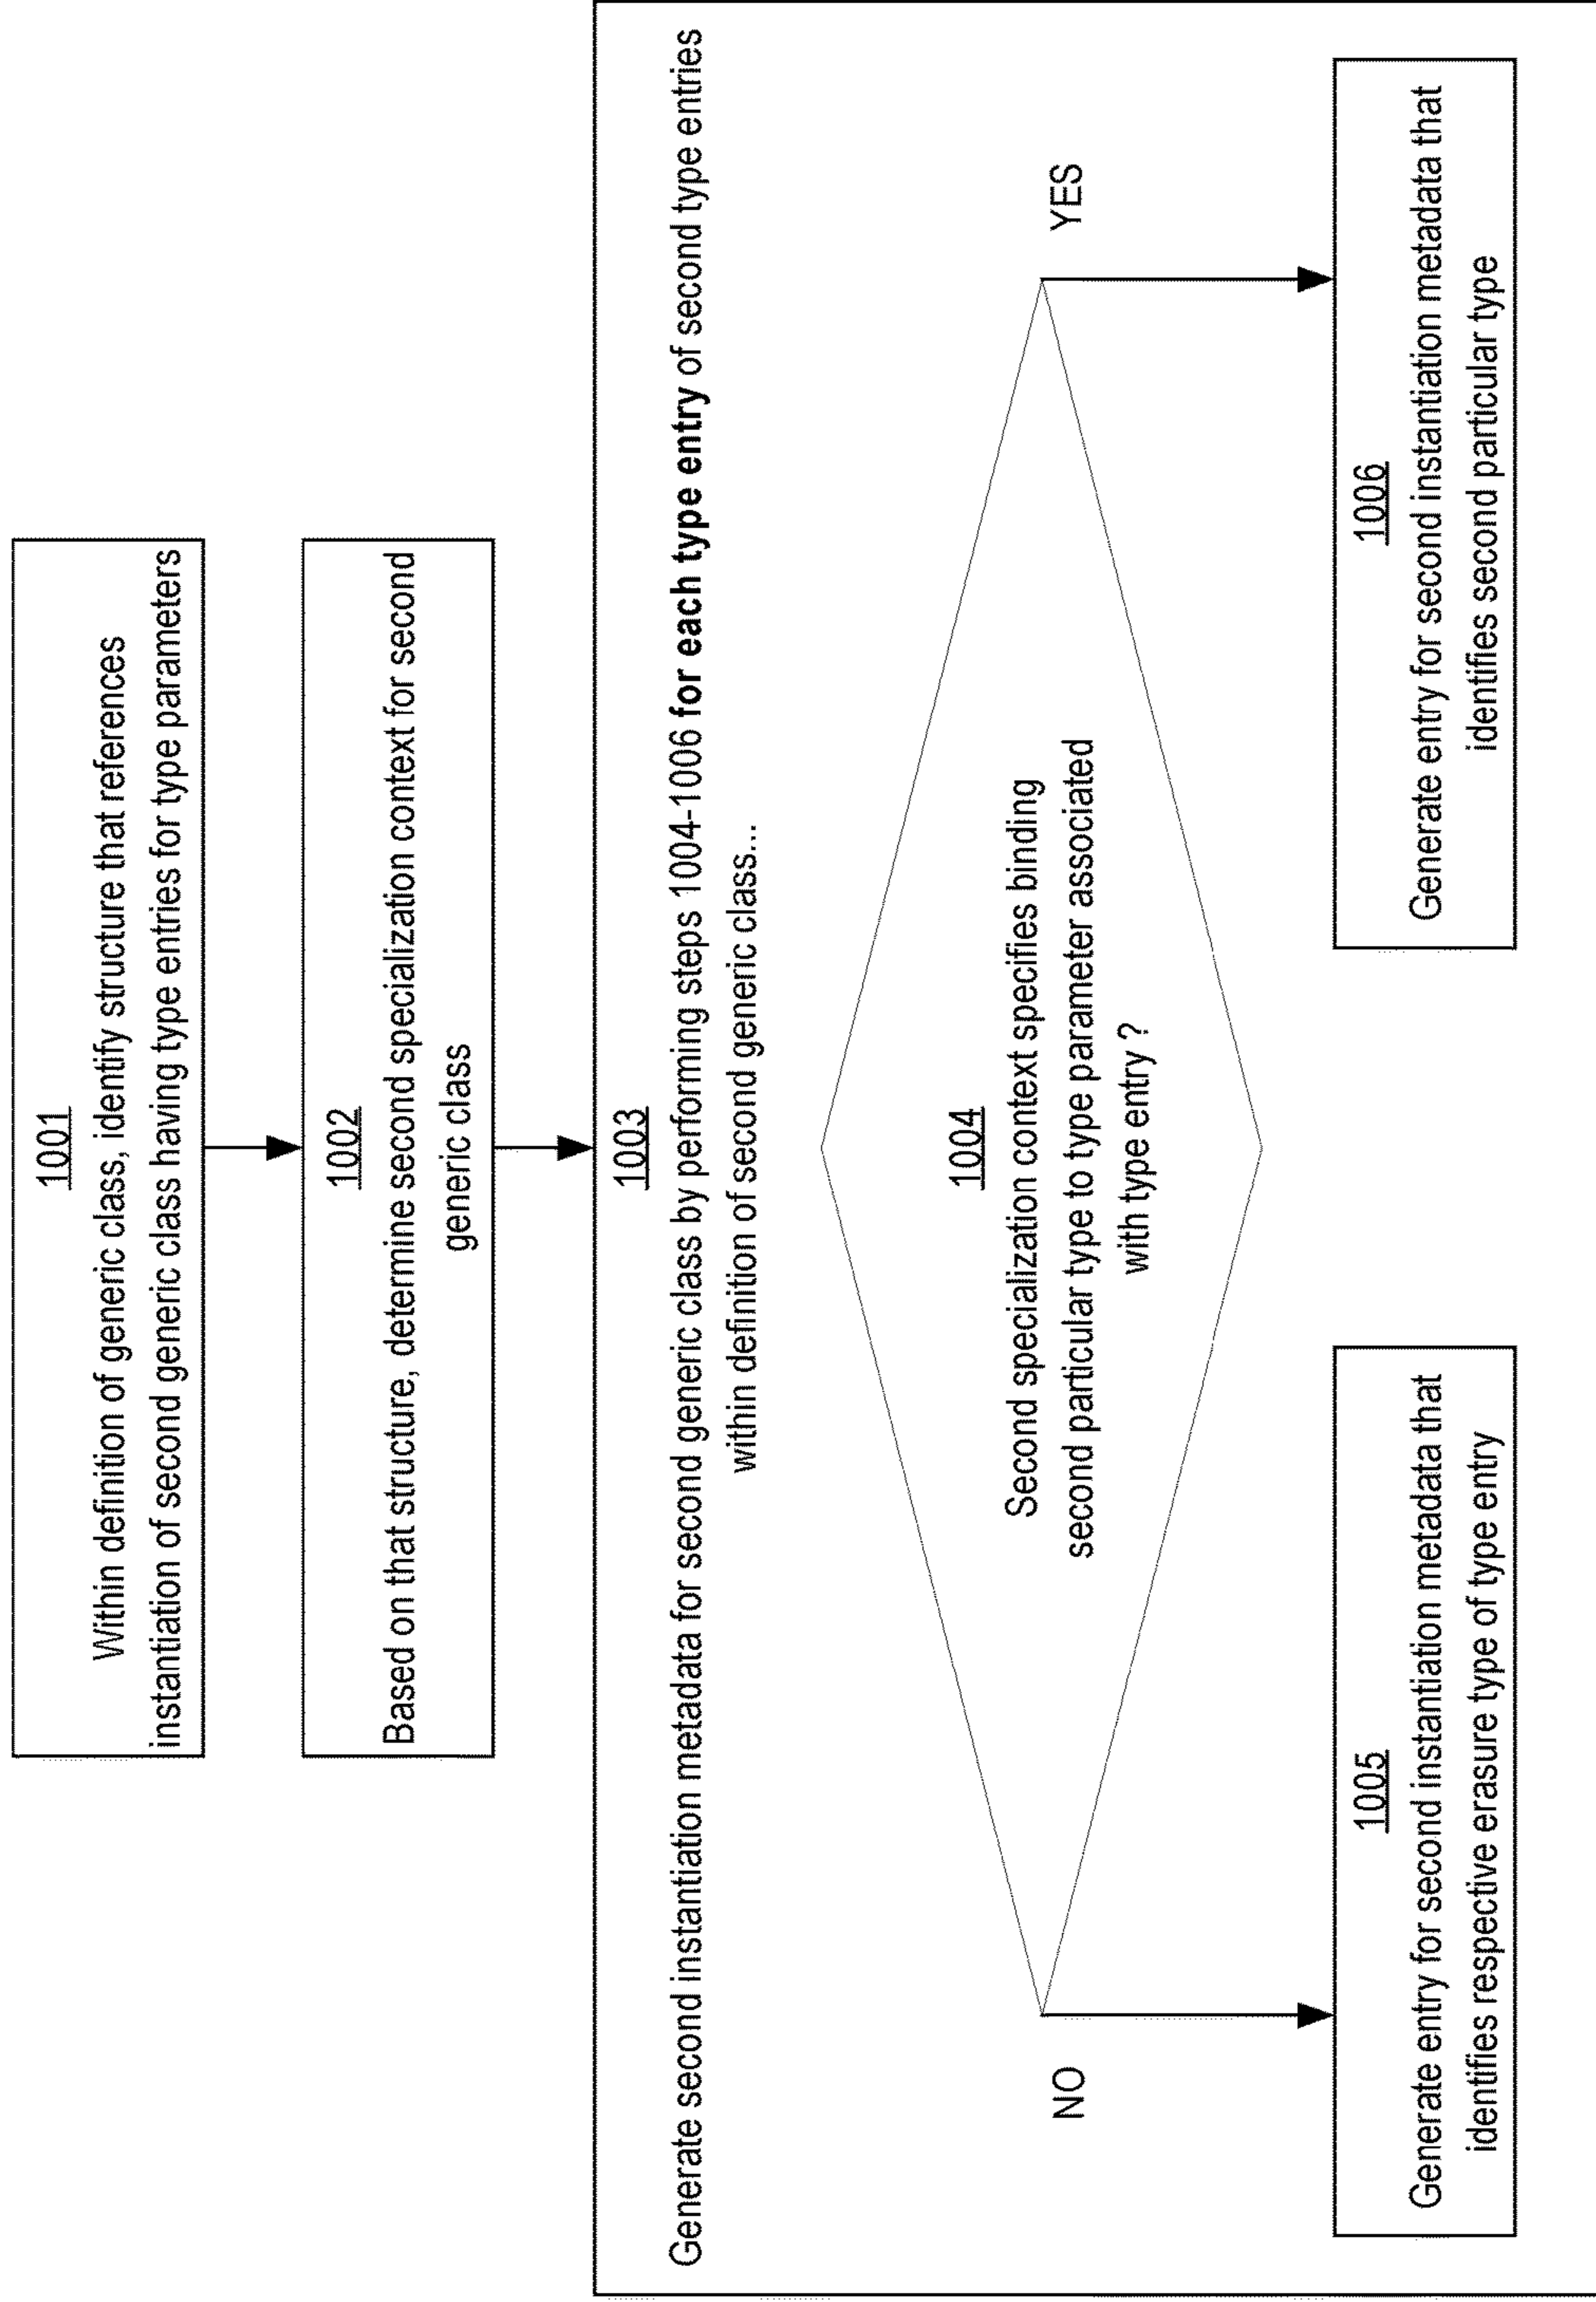 1001
Within definition of generic class, identify structure that references
instantiation of second generic class having type entries for type parameters
1002
Based on that structure, determine second specialization context for second
generic class
1003
Generate second instantiation metadata for second generic class by performing steps 1004-1006 for each type entry of second type entries
within definition of second generic class...
1004
Second specialization context specifies binding
second particular type to type parameter associated
with type entry ?
NO
YES
1005
Generate entry for second instantiation metadata that
identifies respective erasure type of type entry
1006
Generate entry for second instantiation metadata that
identifies second particular type